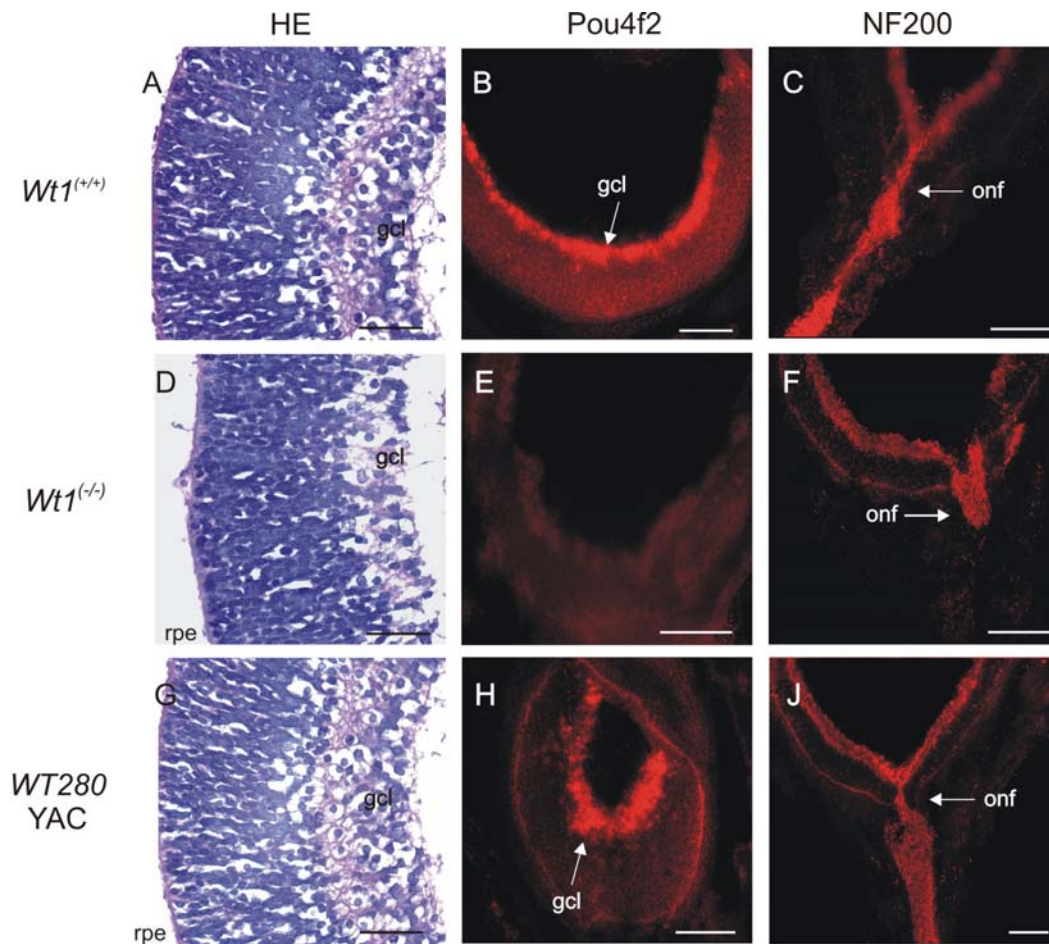 HE Pou4f2 NF200
Wt1(+/+)
A
gcl
B
gcl
C
onf
Wt1(-/-)
D
gcl
rpe
E
F
onf
WT280
YAC
G
gcl
rpe
H
gcl
J
onf